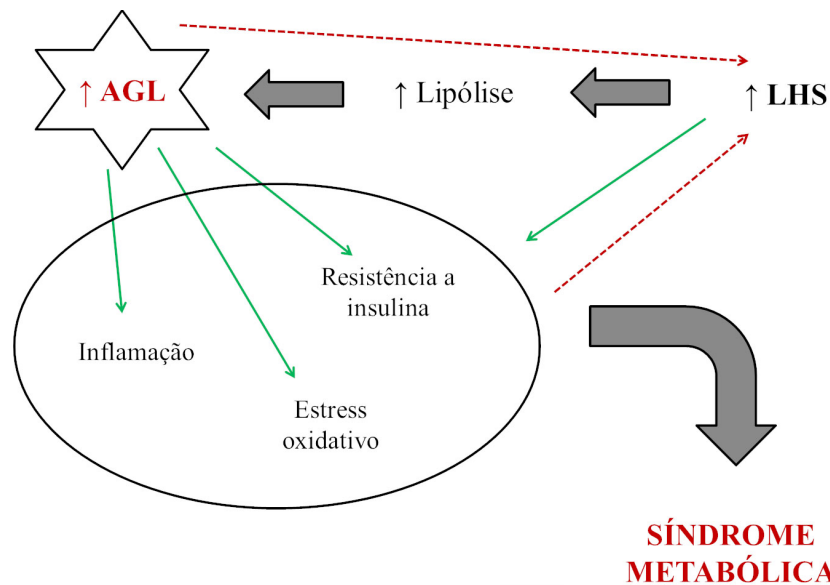 ↑ AGL
↑ Lipólise
↑ LHS
Resistência a
insulina
Inflamação
Estress
oxidativo
SÍNDROME
METABÓLICA